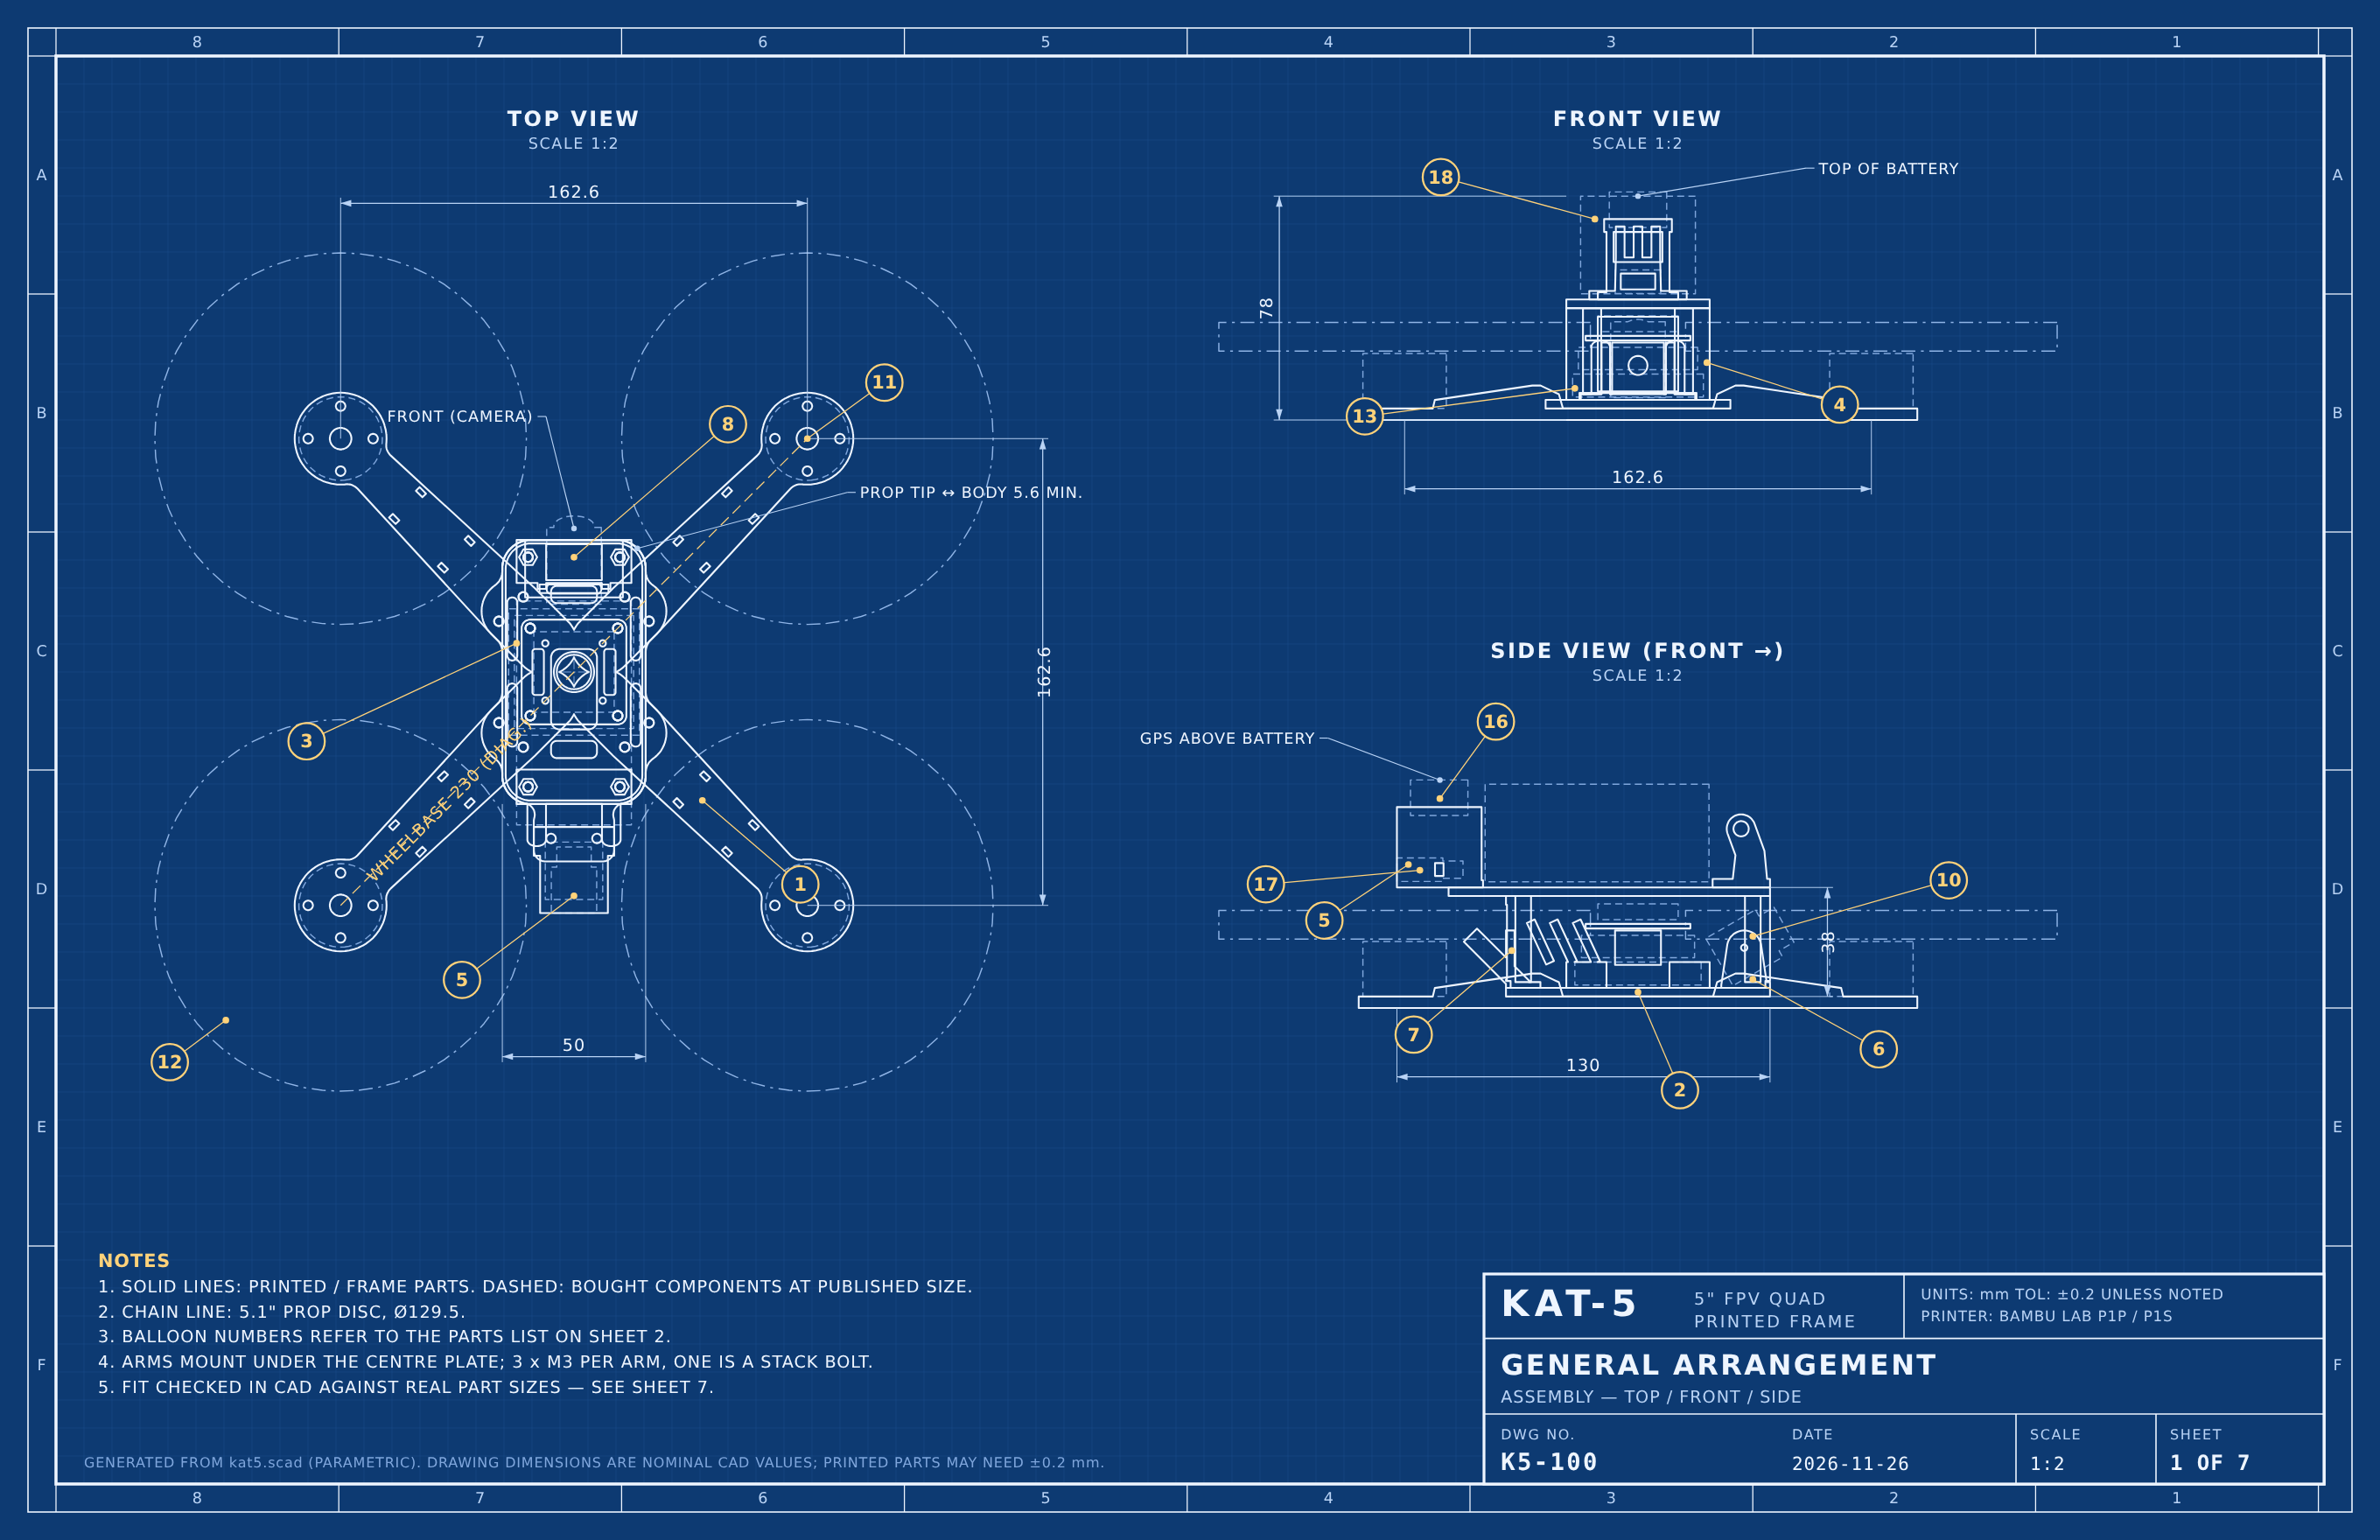 8 7 6 5 4 3 2 1
A A
B B
C C
D D
E E
F F
TOP VIEW
SCALE 1:2
162.6
FRONT (CAMERA)
8
11
PROP TIP ↔ BODY 5.6 MIN.
162.6
3
WHEELBASE 230 (DIAG.)
1
5
12
50
FRONT VIEW
SCALE 1:2
18
TOP OF BATTERY
78
13
4
162.6
SIDE VIEW (FRONT →)
SCALE 1:2
16
GPS ABOVE BATTERY
17
5
10
38
7
6
130
2
NOTES
1. SOLID LINES: PRINTED / FRAME PARTS. DASHED: BOUGHT COMPONENTS AT PUBLISHED SIZE.
2. CHAIN LINE: 5.1" PROP DISC, Ø129.5.
3. BALLOON NUMBERS REFER TO THE PARTS LIST ON SHEET 2.
4. ARMS MOUNT UNDER THE CENTRE PLATE; 3 x M3 PER ARM, ONE IS A STACK BOLT.
5. FIT CHECKED IN CAD AGAINST REAL PART SIZES — SEE SHEET 7.
GENERATED FROM kat5.scad (PARAMETRIC). DRAWING DIMENSIONS ARE NOMINAL CAD VALUES; PRINTED PARTS MAY NEED ±0.2 mm.
KAT-5
5" FPV QUAD
PRINTED FRAME
UNITS: mm TOL: ±0.2 UNLESS NOTED
PRINTER: BAMBU LAB P1P / P1S
GENERAL ARRANGEMENT
ASSEMBLY — TOP / FRONT / SIDE
DWG NO.
K5-100
DATE
2026-11-26
SCALE
1:2
SHEET
1 OF 7
8 7 6 5 4 3 2 1